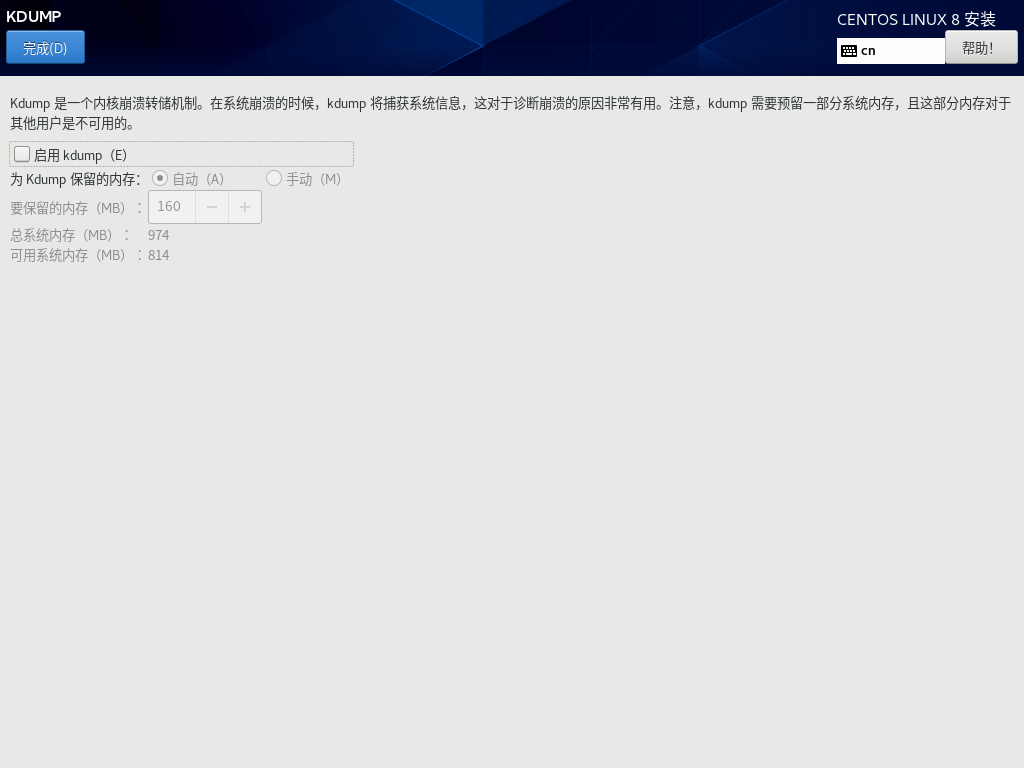 KDUMP
CENTOS LINUX 8 安装
完成(D)
cn
帮助！
Kdump 是一个内核崩溃转储机制。在系统崩溃的时候，kdump 将捕获系统信息，这对于诊断崩溃的原因非常有用。注意，kdump 需要预留一部分系统内存，且这部分内存对于
其他用户是不可用的。
启用 kdump（E）
为 Kdump 保留的内存： 自动（A） 手动（M）
要保留的内存（MB）： 160 − +
总系统内存（MB）： 974
可用系统内存（MB）：814